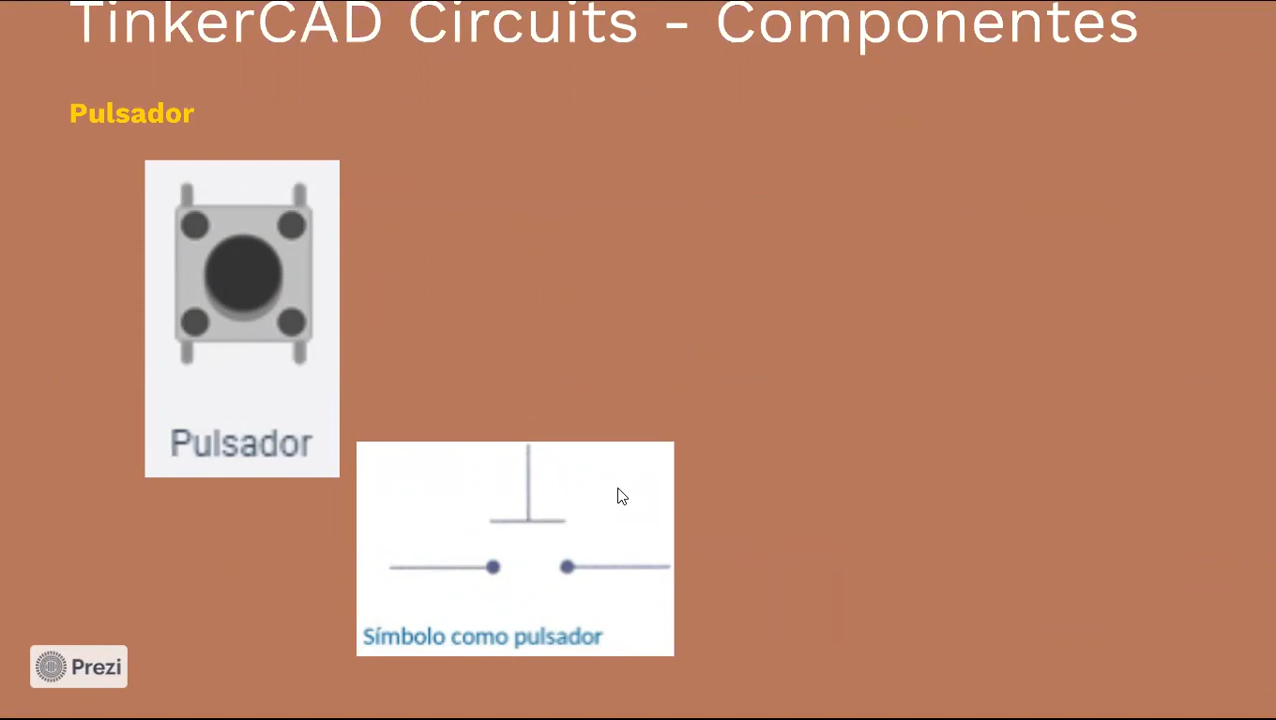 TinkerCAD Circuits - Componentes
Pulsador
Pulsador
Símbolo como pulsador
Prezi